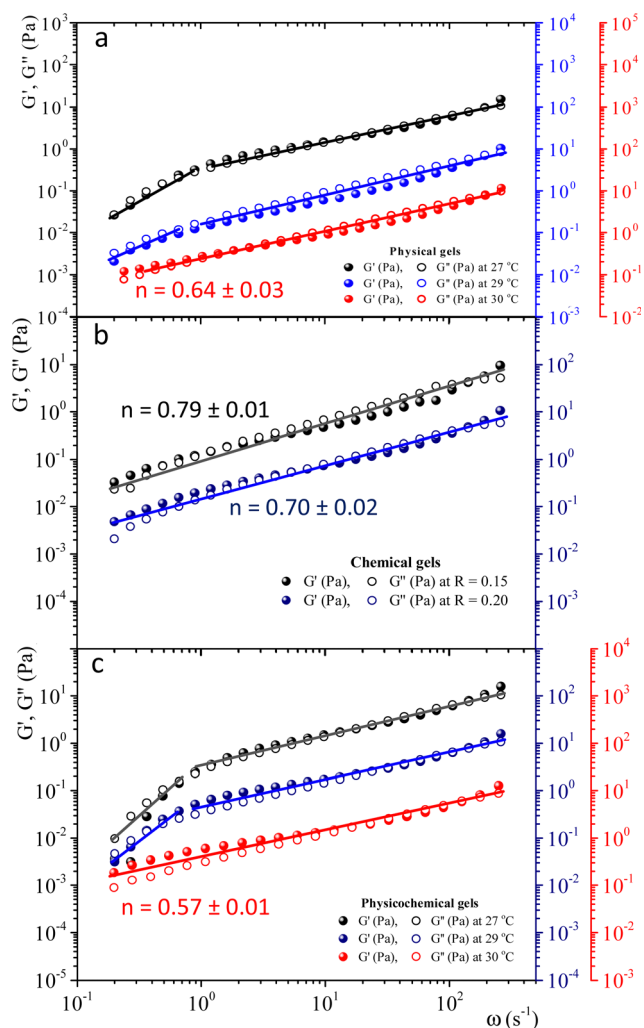 a
G', G'' (Pa)
10³
10²
10¹
10⁰
10⁻¹
10⁻²
10⁻³
10⁻⁴
10⁴
10³
10²
10¹
10⁰
10⁻¹
10⁻²
10⁻³
10⁵
10⁴
10³
10²
10¹
10⁰
10⁻¹
10⁻²
Physical gels
G' (Pa), G'' (Pa) at 27 °C
G' (Pa), G'' (Pa) at 29 °C
G' (Pa), G'' (Pa) at 30 °C
n = 0.64 ± 0.03
b
G', G'' (Pa)
10¹
10⁰
10⁻¹
10⁻²
10⁻³
10⁻⁴
10²
10¹
10⁰
10⁻¹
10⁻²
10⁻³
n = 0.79 ± 0.01
n = 0.70 ± 0.02
Chemical gels
G' (Pa), G'' (Pa) at R = 0.15
G' (Pa), G'' (Pa) at R = 0.20
c
G', G'' (Pa)
10¹
10⁰
10⁻¹
10⁻²
10⁻³
10⁻⁴
10⁻⁵
10³
10²
10¹
10⁰
10⁻¹
10⁻²
10⁻³
10⁻⁴
10⁴
10³
10²
10¹
10⁰
10⁻¹
10⁻²
10⁻³
n = 0.57 ± 0.01
Physicochemical gels
G' (Pa), G'' (Pa) at 27 °C
G' (Pa), G'' (Pa) at 29 °C
G' (Pa), G'' (Pa) at 30 °C
10⁻¹ 10⁰ 10¹ 10²
ω (s⁻¹)